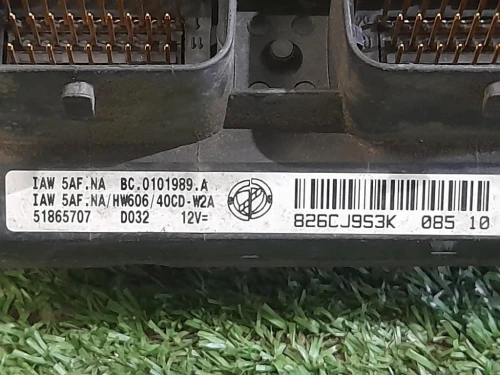 IAW 5AF.NA BC.0101989.A
IAW 5AF.NA/HW606/40CD-W2A
51865707 D032 12V=
826CJ9S3K 085 10